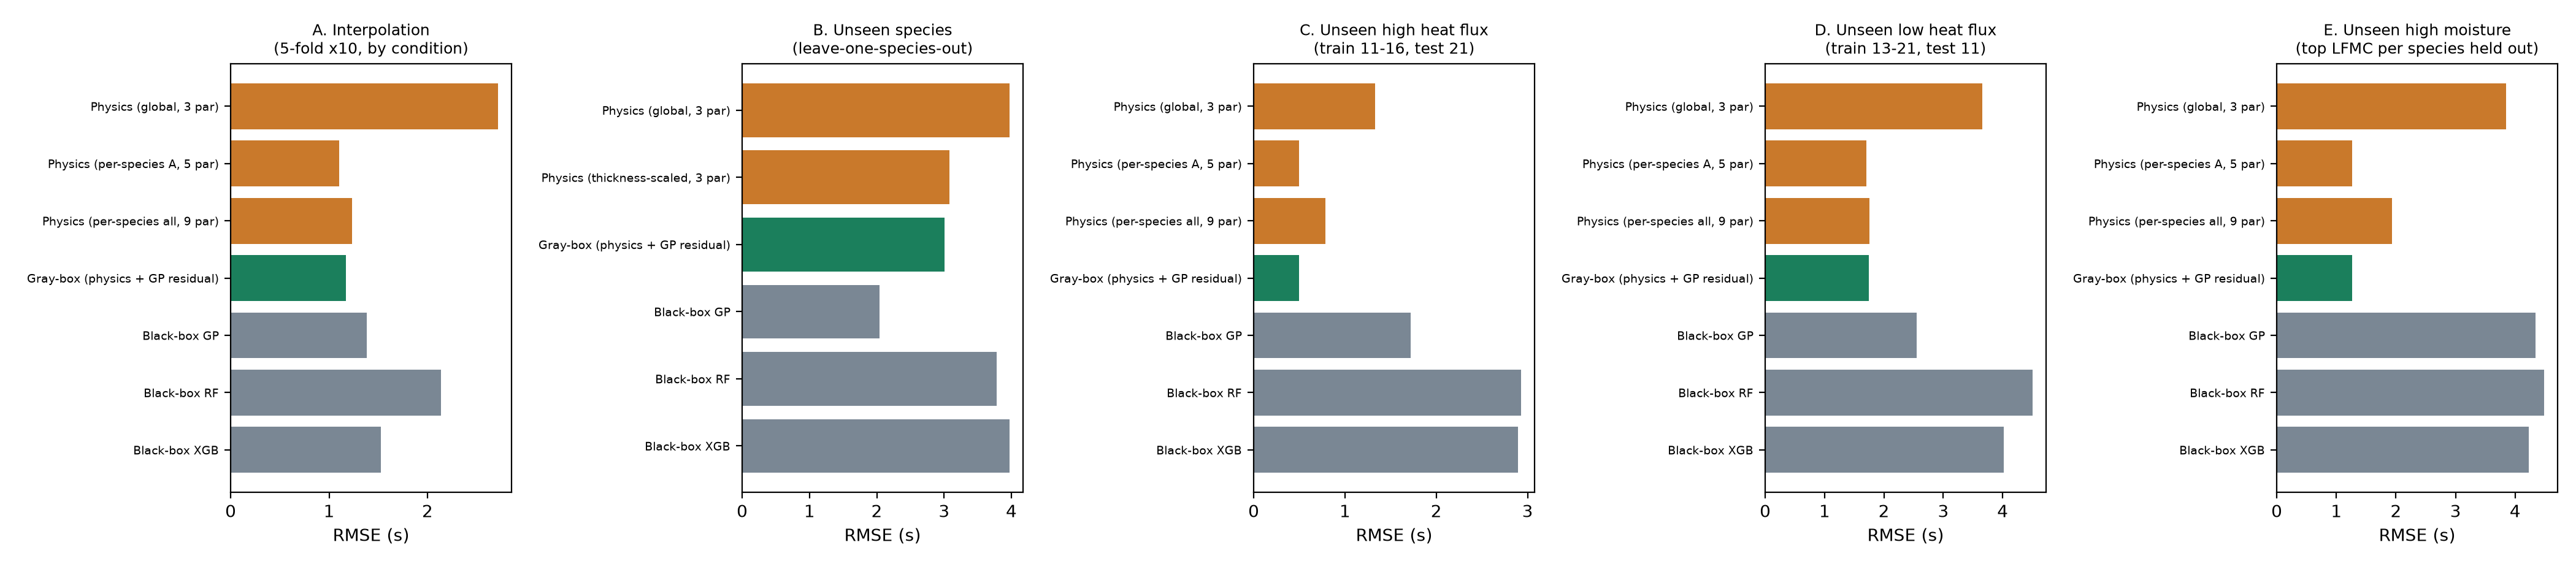 A. Interpolation
(5-fold x10, by condition)
Physics (global, 3 par)
Physics (per-species A, 5 par)
Physics (per-species all, 9 par)
Gray-box (physics + GP residual)
Black-box GP
Black-box RF
Black-box XGB
0 1 2
RMSE (s)
B. Unseen species
(leave-one-species-out)
Physics (global, 3 par)
Physics (thickness-scaled, 3 par)
Gray-box (physics + GP residual)
Black-box GP
Black-box RF
Black-box XGB
0 1 2 3 4
RMSE (s)
C. Unseen high heat flux
(train 11-16, test 21)
Physics (global, 3 par)
Physics (per-species A, 5 par)
Physics (per-species all, 9 par)
Gray-box (physics + GP residual)
Black-box GP
Black-box RF
Black-box XGB
0 1 2 3
RMSE (s)
D. Unseen low heat flux
(train 13-21, test 11)
Physics (global, 3 par)
Physics (per-species A, 5 par)
Physics (per-species all, 9 par)
Gray-box (physics + GP residual)
Black-box GP
Black-box RF
Black-box XGB
0 1 2 3 4
RMSE (s)
E. Unseen high moisture
(top LFMC per species held out)
Physics (global, 3 par)
Physics (per-species A, 5 par)
Physics (per-species all, 9 par)
Gray-box (physics + GP residual)
Black-box GP
Black-box RF
Black-box XGB
0 1 2 3 4
RMSE (s)